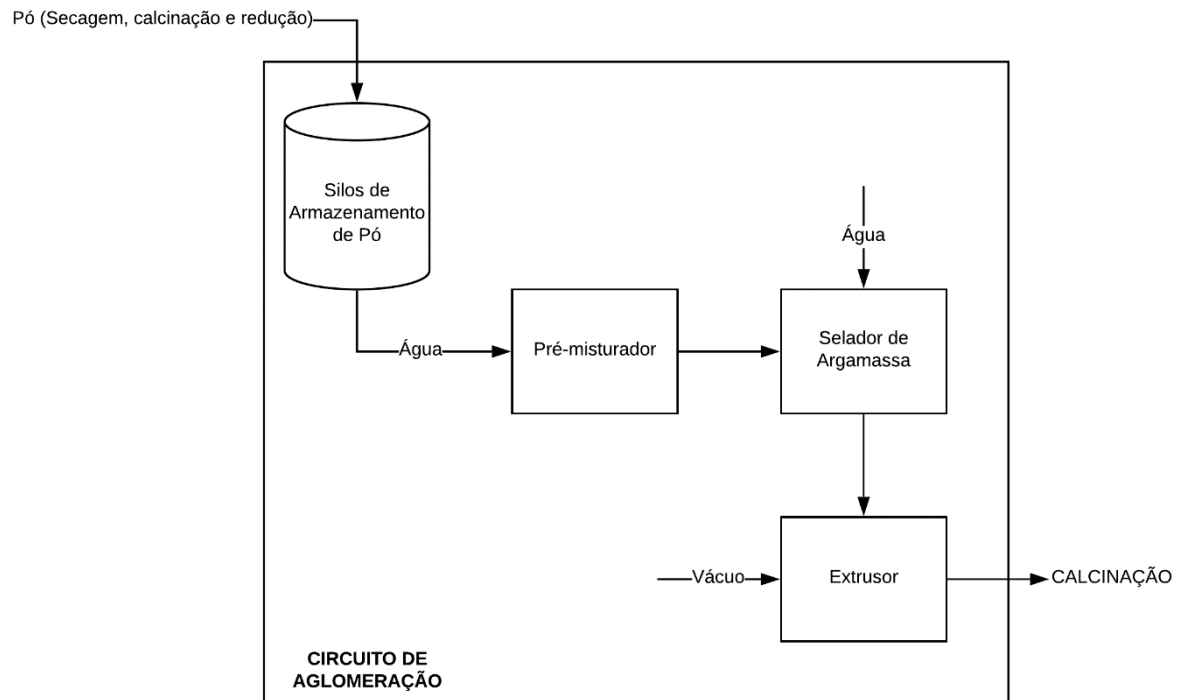 Pó (Secagem, calcinação e redução)
Silos de
Armazenamento
de Pó
Água
Água
Pré-misturador
Selador de
Argamassa
Vácuo
Extrusor
CALCINAÇÃO
CIRCUITO DE
AGLOMERAÇÃO